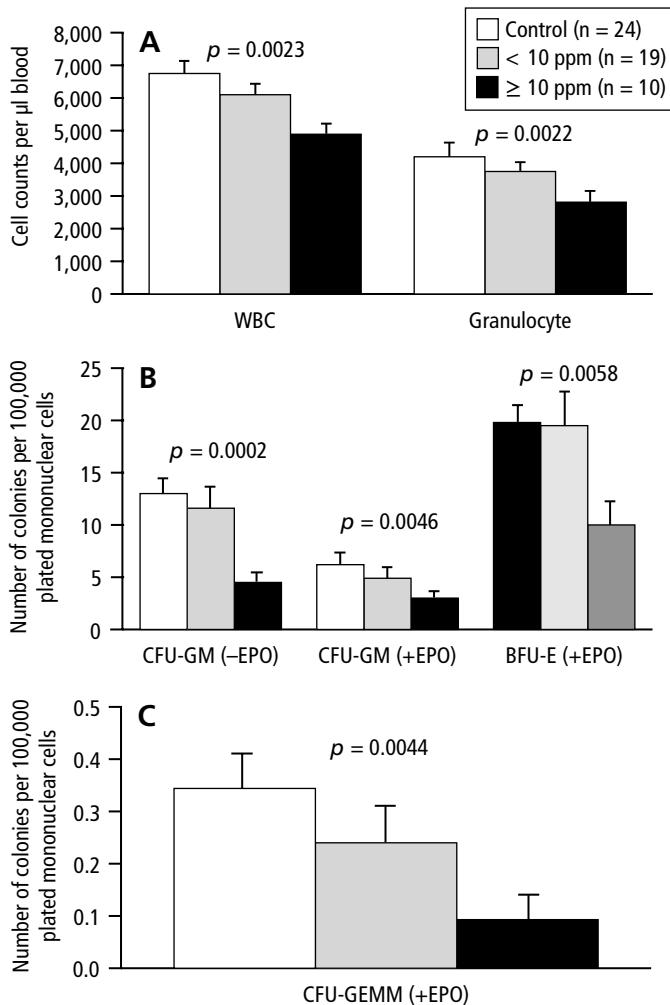 A
p = 0.0023
p = 0.0022
Control (n = 24)
< 10 ppm (n = 19)
≥ 10 ppm (n = 10)
Cell counts per µl blood
8,000
7,000
6,000
5,000
4,000
3,000
2,000
1,000
0
WBC
Granulocyte
B
p = 0.0002
p = 0.0046
p = 0.0058
Number of colonies per 100,000
plated mononuclear cells
25
20
15
10
5
0
CFU-GM (–EPO)
CFU-GM (+EPO)
BFU-E (+EPO)
C
p = 0.0044
Number of colonies per 100,000
plated mononuclear cells
0.5
0.4
0.3
0.2
0.1
0.0
CFU-GEMM (+EPO)